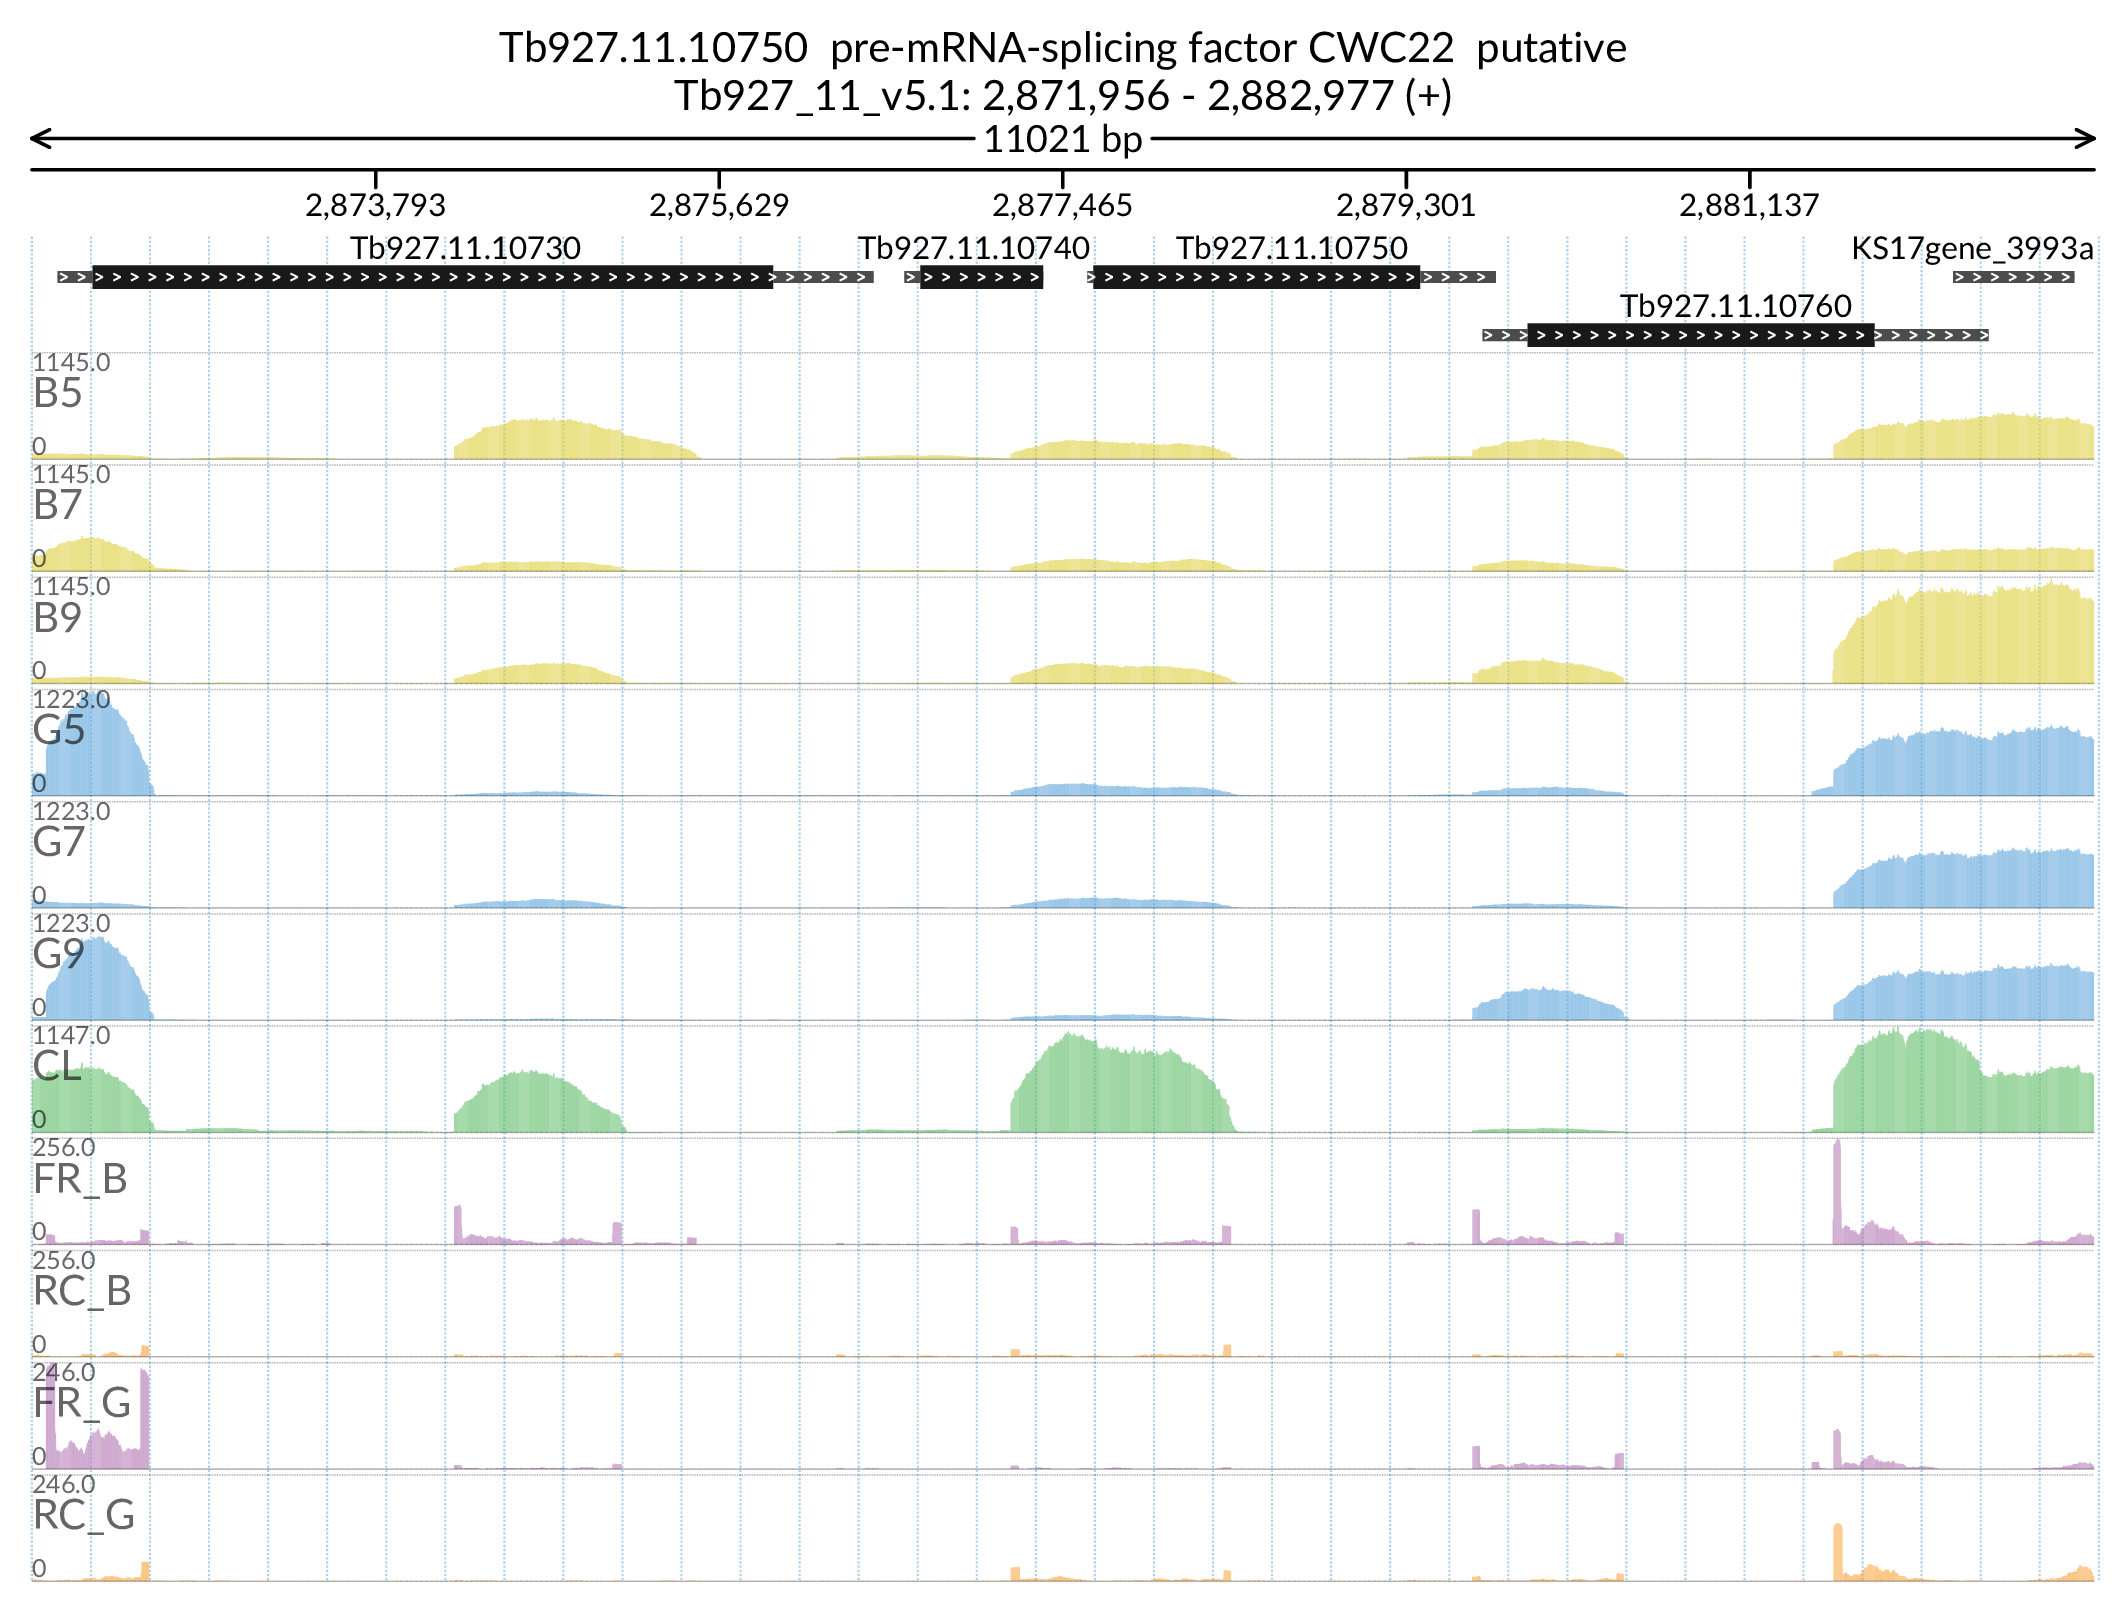 Tb927.11.10750  pre-mRNA-splicing factor CWC22  putative
Tb927_11_v5.1: 2,871,956 - 2,882,977 (+)
11021 bp
2,873,793 2,875,629 2,877,465 2,879,301 2,881,137
Tb927.11.10730 Tb927.11.10740 Tb927.11.10750 KS17gene_3993a
Tb927.11.10760
1145.0
B5
0
1145.0
B7
0
1145.0
B9
0
1223.0
G5
0
1223.0
G7
0
1223.0
G9
0
1147.0
CL
0
256.0
FR_B
0
256.0
RC_B
0
246.0
FR_G
0
246.0
RC_G
0